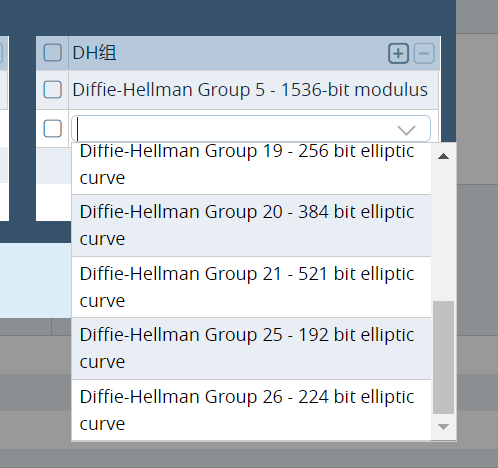 DH组
Diffie-Hellman Group 5 - 1536-bit modulus
Diffie-Hellman Group 19 - 256 bit elliptic
curve
Diffie-Hellman Group 20 - 384 bit elliptic
curve
Diffie-Hellman Group 21 - 521 bit elliptic
curve
Diffie-Hellman Group 25 - 192 bit elliptic
curve
Diffie-Hellman Group 26 - 224 bit elliptic
curve